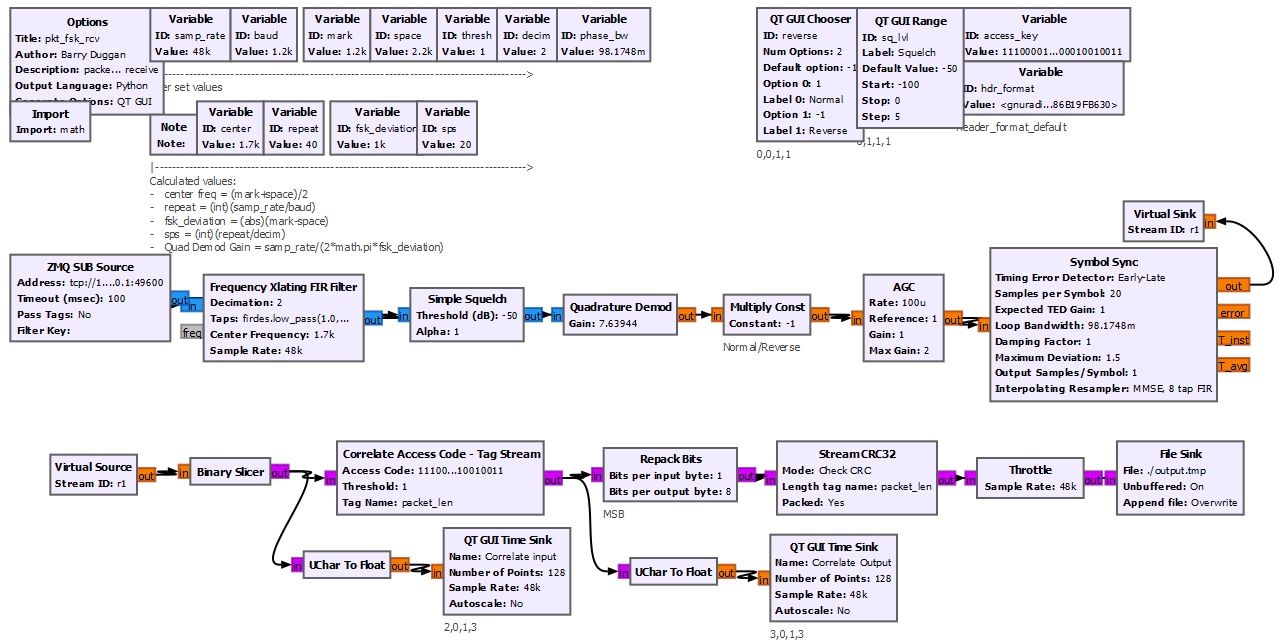 Options
Title: pkt_fsk_rcv
Author: Barry Duggan
Description: packe... receive
Output Language: Python
Generate Options: QT GUI
Variable
ID: samp_rate
Value: 48k
Variable
ID: baud
Value: 1.2k
Variable
ID: mark
Value: 1.2k
Variable
ID: space
Value: 2.2k
Variable
ID: thresh
Value: 1
Variable
ID: decim
Value: 2
Variable
ID: phase_bw
Value: 98.1748m
QT GUI Chooser
ID: reverse
Num Options: 2
Default option: -1
Option 0: 1
Label 0: Normal
Option 1: -1
Label 1: Reverse
0,0,1,1
QT GUI Range
ID: sq_lvl
Label: Squelch
Default Value: -50
Start: -100
Stop: 0
Step: 5
0,1,1,1
Variable
ID: access_key
Value: 11100001...00010010011
Variable
ID: hdr_format
Value: <gnuradi...86B19FB630>
header_format_default
er set values
Import
Import: math
Note
Note:
Variable
ID: center
Value: 1.7k
Variable
ID: repeat
Value: 40
Variable
ID: fsk_deviation
Value: 1k
Variable
ID: sps
Value: 20
Calculated values:
- center freq = (mark+space)/2
- repeat = (int)(samp_rate/baud)
- fsk_deviation = (abs)(mark-space)
- sps = (int)(repeat/decim)
- Quad Demod Gain = samp_rate/(2*math.pi*fsk_deviation)
Virtual Sink
Stream ID: r1
in
ZMQ SUB Source
Address: tcp://1....0.1:49600
Timeout (msec): 100
Pass Tags: No
Filter Key:
out
in
freq
Frequency Xlating FIR Filter
Decimation: 2
Taps: firdes.low_pass(1.0,...
Center Frequency: 1.7k
Sample Rate: 48k
out
in
Simple Squelch
Threshold (dB): -50
Alpha: 1
out
in
Quadrature Demod
Gain: 7.63944
out
in
Multiply Const
Constant: -1
out
Normal/Reverse
in
AGC
Rate: 100u
Reference: 1
Gain: 1
Max Gain: 2
out
in
Symbol Sync
Timing Error Detector: Early-Late
Samples per Symbol: 20
Expected TED Gain: 1
Loop Bandwidth: 98.1748m
Damping Factor: 1
Maximum Deviation: 1.5
Output Samples/Symbol: 1
Interpolating Resampler: MMSE, 8 tap FIR
out
error
T_inst
T_avg
Virtual Source
Stream ID: r1
out
in
Binary Slicer
out
in
Correlate Access Code - Tag Stream
Access Code: 11100...10010011
Threshold: 1
Tag Name: packet_len
out
in
Repack Bits
Bits per input byte: 1
Bits per output byte: 8
out
MSB
in
Stream CRC32
Mode: Check CRC
Length tag name: packet_len
Packed: Yes
out
in
Throttle
Sample Rate: 48k
out
in
File Sink
File: ./output.tmp
Unbuffered: On
Append file: Overwrite
in
UChar To Float
out
in
QT GUI Time Sink
Name: Correlate input
Number of Points: 128
Sample Rate: 48k
Autoscale: No
2,0,1,3
in
UChar To Float
out
in
QT GUI Time Sink
Name: Correlate Output
Number of Points: 128
Sample Rate: 48k
Autoscale: No
3,0,1,3